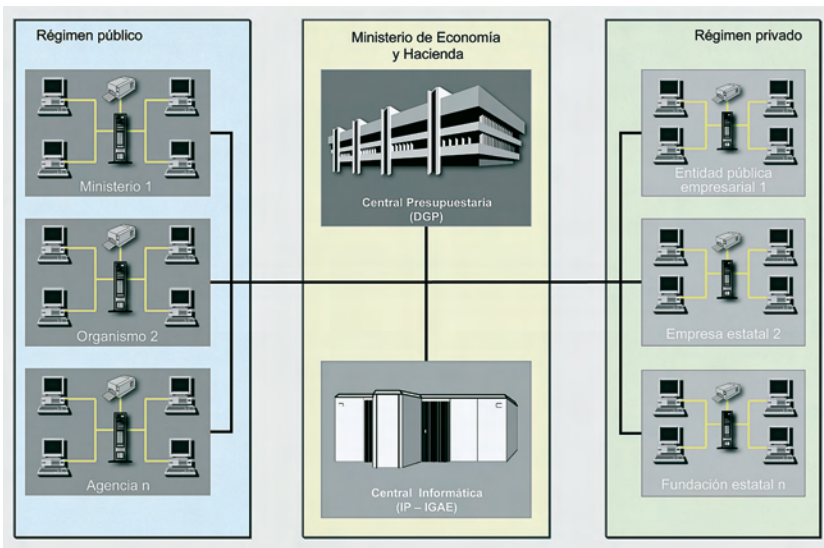 Régimen público
Ministerio 1
Organismo 2
Agencia n
Ministerio de Economía
y Hacienda
Central Presupuestaria
(DGP)
Central Informática
(IP – IGAE)
Régimen privado
Entidad pública
empresarial 1
Empresa estatal 2
Fundación estatal n